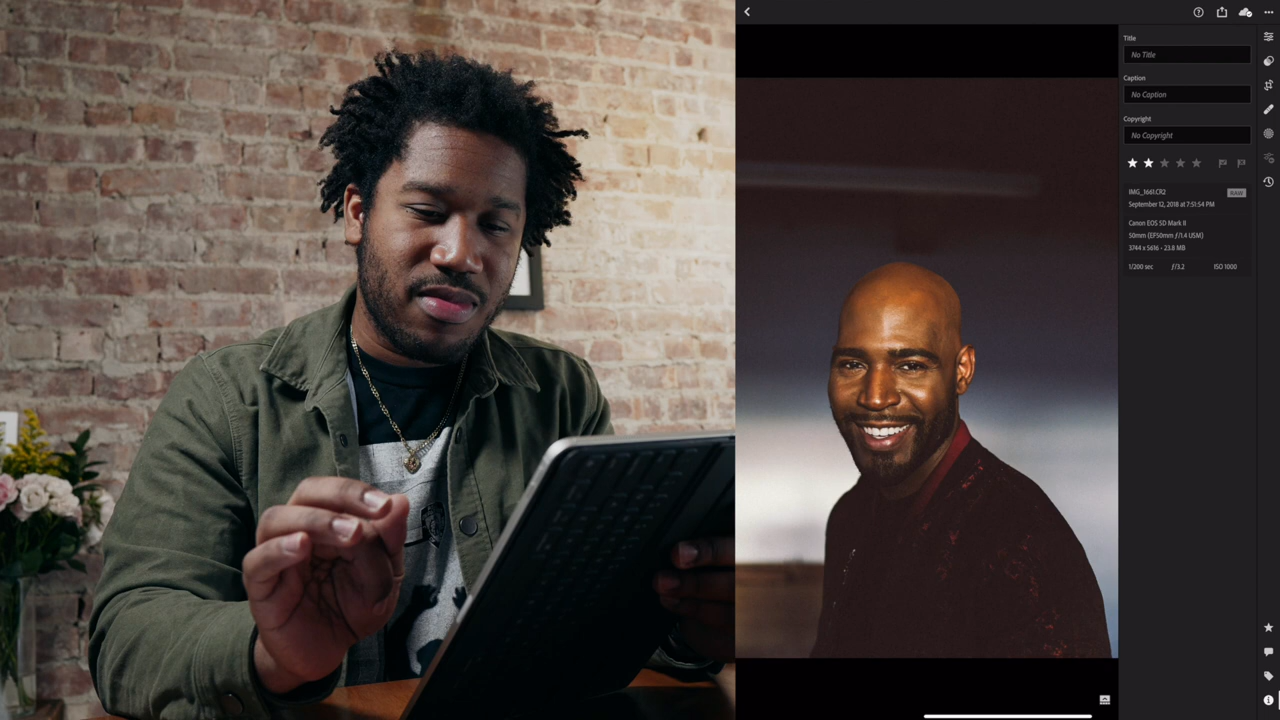 Title
No Title
Caption
No Caption
Copyright
No Copyright
IMG_1661.CR2
RAW
September 12, 2018 at 7:51:54 PM
Canon EOS 5D Mark II
50mm (EF50mm ƒ/1.4 USM)
3744 x 5616 - 23.8 MB
1/200 sec ƒ/3.2 ISO 1000